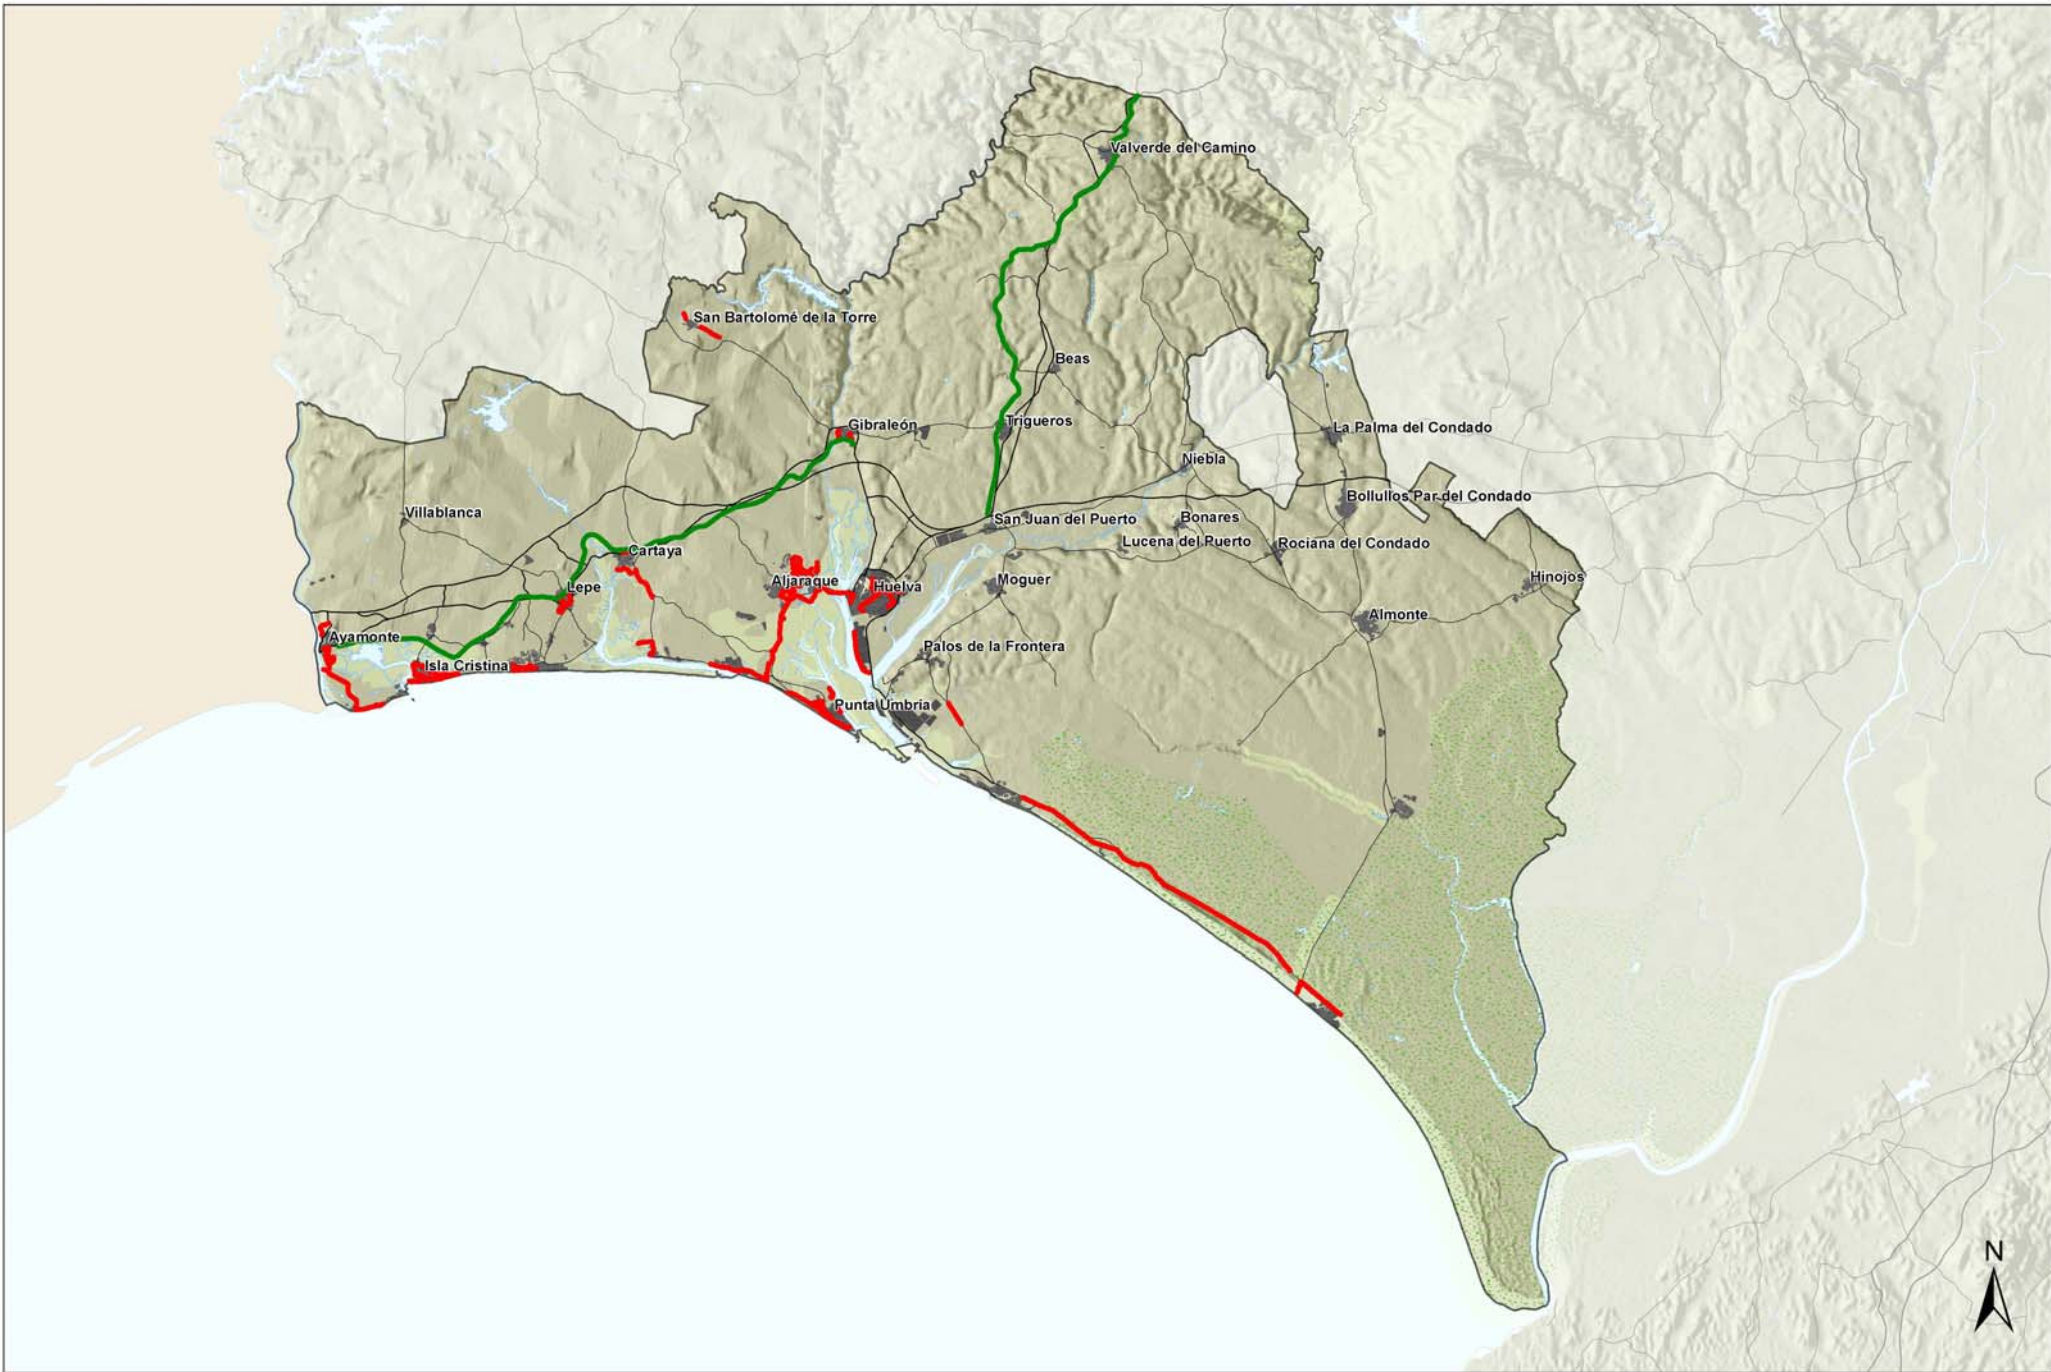 Valverde del Camino
San Bartolomé de la Torre
Beas
Gibraleón
Trigueros
La Palma del Condado
Niebla
Bollullos Par del Condado
Villablanca
San Juan del Puerto
Bonares
Lucena del Puerto
Rociana del Condado
Cartaya
Aljaraque
Huelva
Moguer
Hinojos
Lepe
Almonte
Ayamonte
Palos de la Frontera
Isla Cristina
Punta Umbría
N